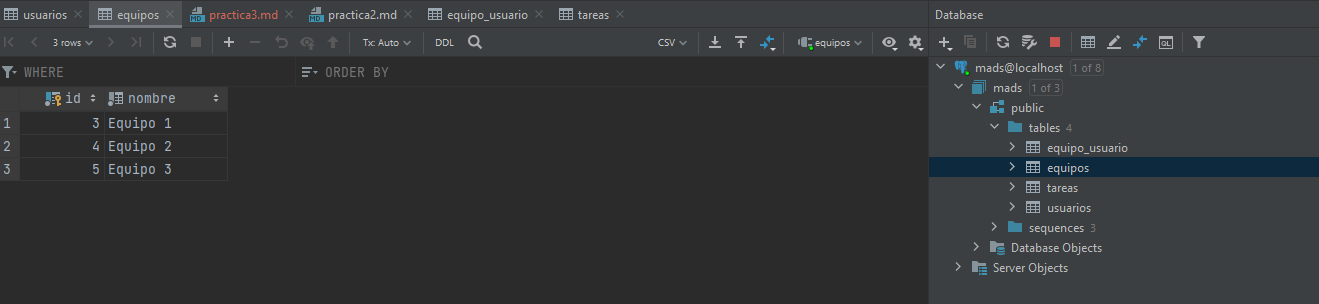 usuarios equipos practica3.md practica2.md equipo_usuario tareas
3 rows Tx: Auto DDL CSV equipos
WHERE ORDER BY
id nombre
1 3 Equipo 1
2 4 Equipo 2
3 5 Equipo 3
Database
mads@localhost 1 of 8
mads 1 of 3
public
tables 4
equipo_usuario
equipos
tareas
usuarios
sequences 3
Database Objects
Server Objects